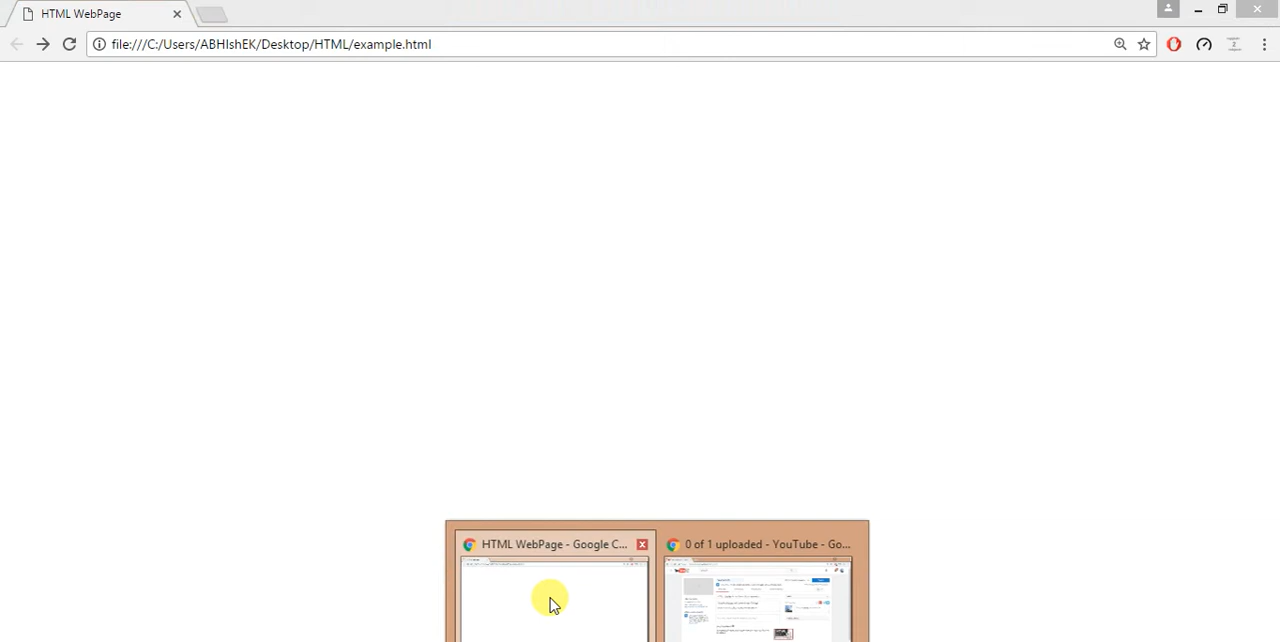 HTML WebPage
file:///C:/Users/ABHIshEK/Desktop/HTML/example.html
HTML WebPage - Google C...
0 of 1 uploaded - YouTube - Go...